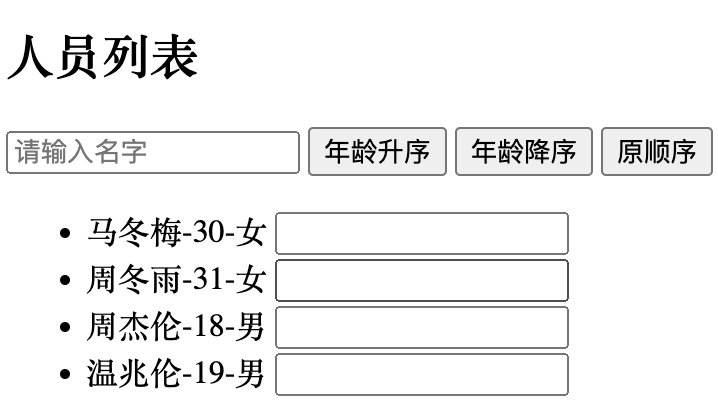 人员列表
请输入名字 年龄升序 年龄降序 原顺序
马冬梅-30-女
周冬雨-31-女
周杰伦-18-男
温兆伦-19-男